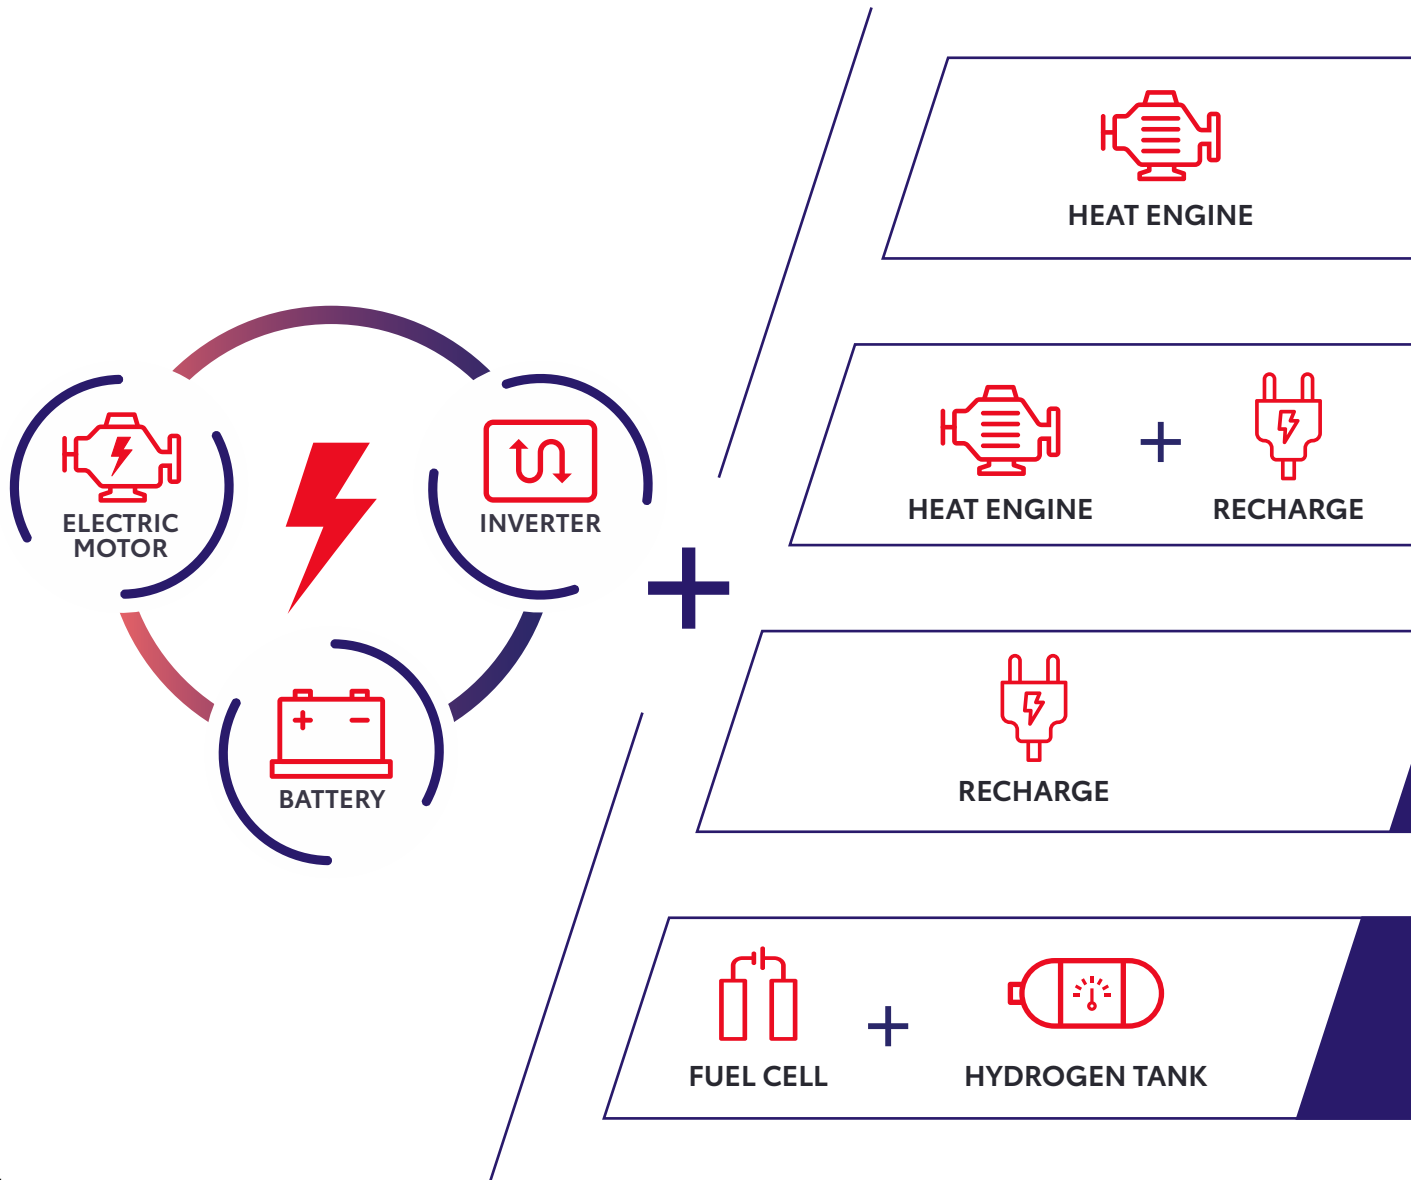 ELECTRIC
MOTOR
INVERTER
BATTERY
+
HEAT ENGINE
HEAT ENGINE
+
RECHARGE
RECHARGE
FUEL CELL
+
HYDROGEN TANK